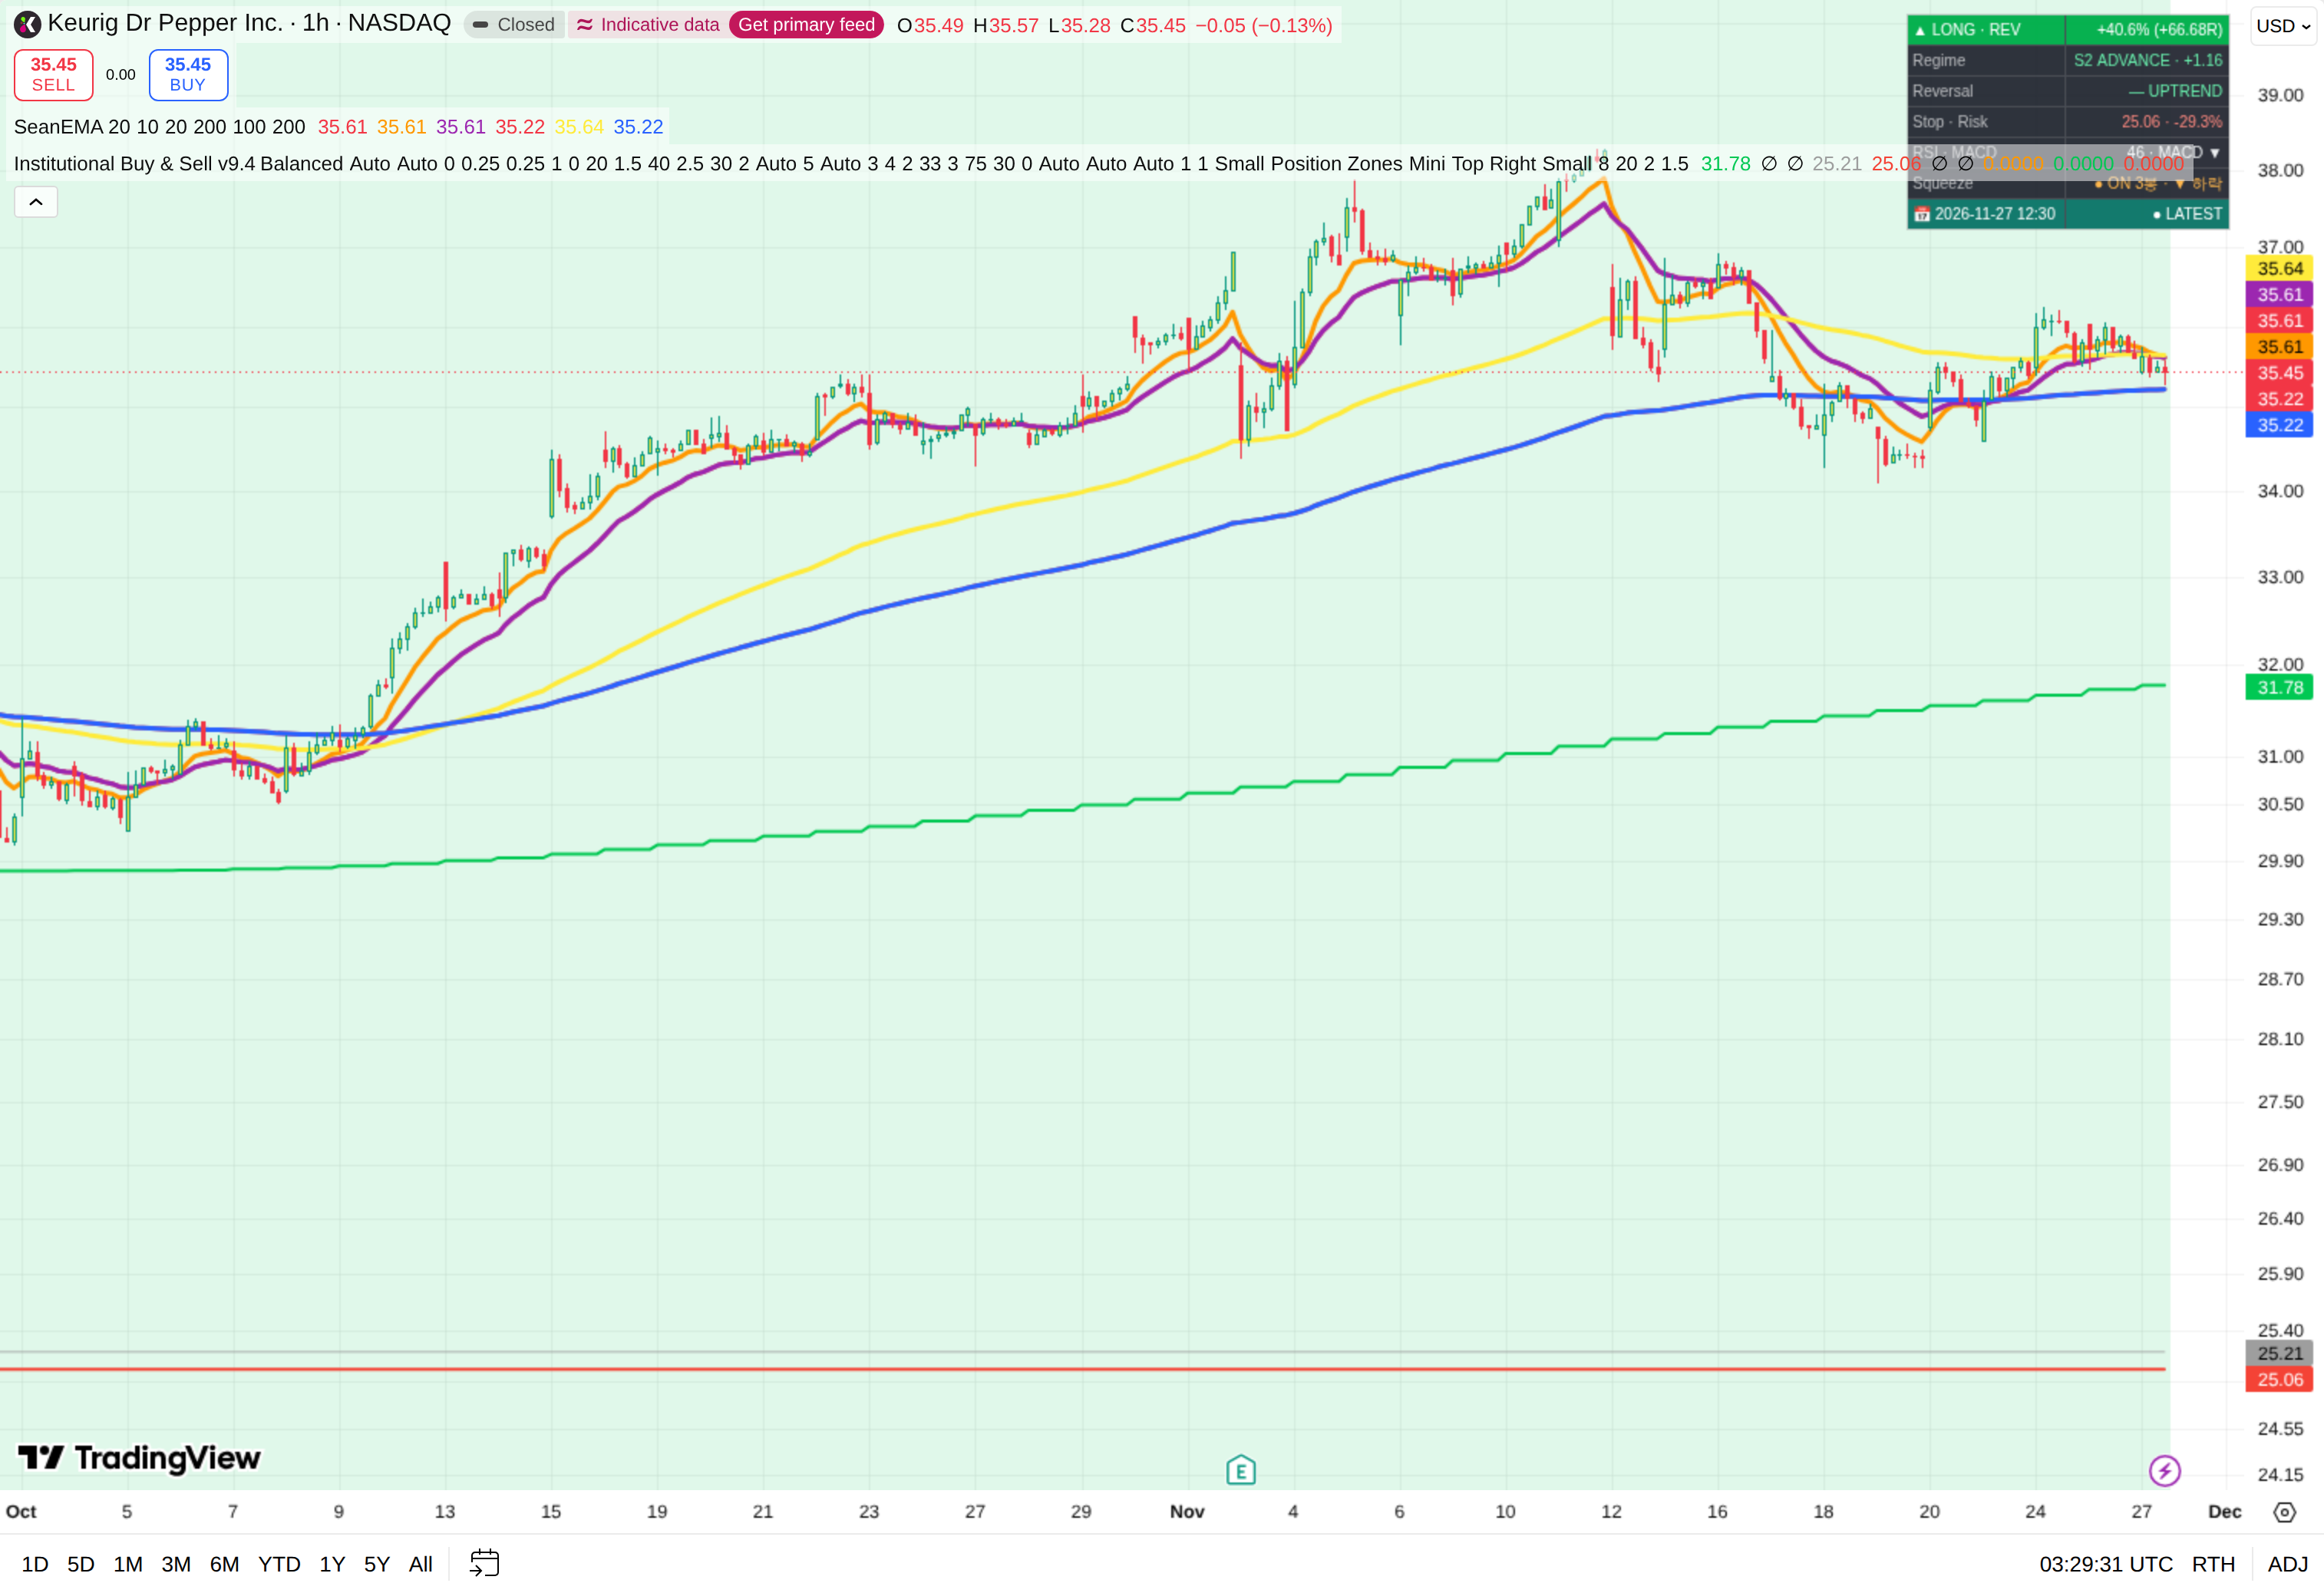 Keurig Dr Pepper Inc. · 1h · NASDAQ Closed Indicative data Get primary feed O35.49 H35.57 L35.28 C35.45 −0.05 (−0.13%)
35.45 SELL 0.00 35.45 BUY
SeanEMA 20 10 20 200 100 200 35.61 35.61 35.61 35.22 35.64 35.22
Institutional Buy & Sell v9.4 Balanced Auto Auto 0 0.25 0.25 1 0 20 1.5 40 2.5 30 2 Auto 5 Auto 3 4 2 33 3 75 30 0 Auto Auto Auto 1 1 Small Position Zones Mini Top Right Small 8 20 2 1.5 31.78 ∅ ∅ 25.21 25.06 ∅ ∅ 0.0000 0.0000 0.0000
▲ LONG · REV +40.6% (+66.68R)
Regime S2 ADVANCE · +1.16
Reversal — UPTREND
Stop · Risk 25.06 · -29.3%
RSI · MACD 46 · MACD ▼
Squeeze ● ON 3봉 · ▼ 하락
2026-11-27 12:30 ● LATEST
USD
39.00
38.00
37.00
35.64
35.61
35.61
35.61
35.45
35.22
35.22
34.00
33.00
32.00
31.78
31.00
30.50
29.90
29.30
28.70
28.10
27.50
26.90
26.40
25.90
25.40
25.21
25.06
24.55
24.15
TradingView
E
Oct 5 7 9 13 15 19 21 23 27 29 Nov 4 6 10 12 16 18 20 24 27 Dec
1D 5D 1M 3M 6M YTD 1Y 5Y All 03:29:31 UTC RTH ADJ